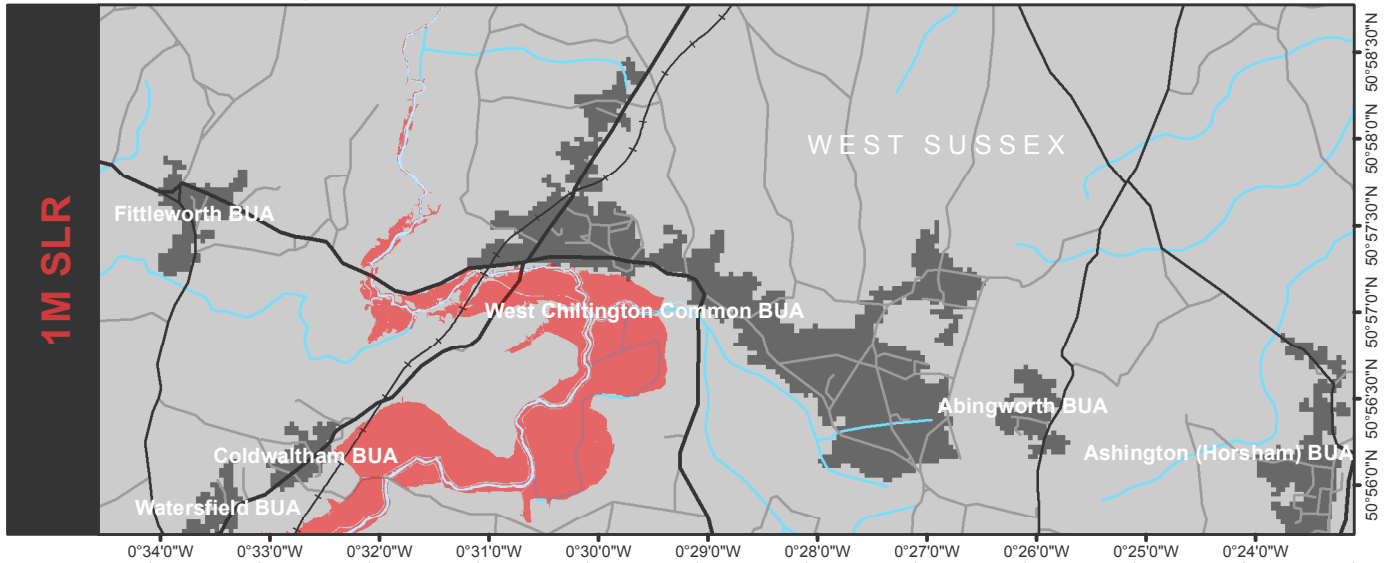 1M SLR
WEST SUSSEX
Fittleworth BUA
West Chiltington Common BUA
Abingworth BUA
Coldwaltham BUA
Ashington (Horsham) BUA
Watersfield BUA
50°58'30"N
50°58'0"N
50°57'30"N
50°57'0"N
50°56'30"N
50°56'0"N
0°34'0"W
0°33'0"W
0°32'0"W
0°31'0"W
0°30'0"W
0°29'0"W
0°28'0"W
0°27'0"W
0°26'0"W
0°25'0"W
0°24'0"W